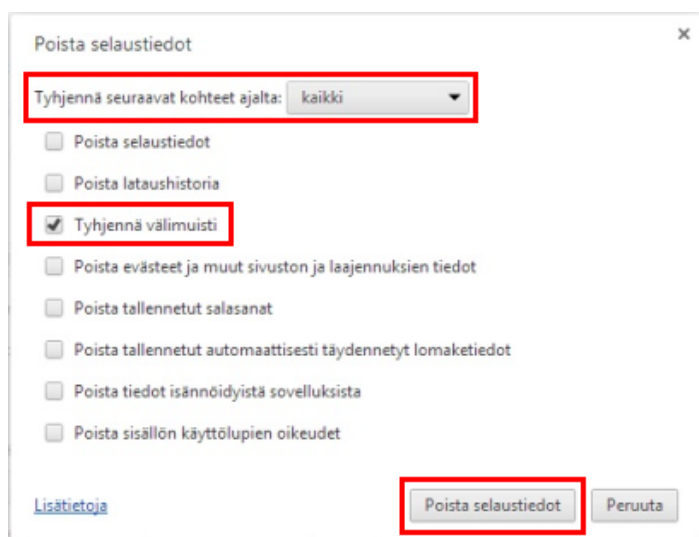 Poista selaustiedot
Tyhjennä seuraavat kohteet ajalta: kaikki
Poista selaustiedot
Poista lataushistoria
Tyhjennä välimuisti
Poista evästeet ja muut sivuston ja laajennuksien tiedot
Poista tallennetut salasanat
Poista tallennetut automaattisesti täydennetyt lomaketiedot
Poista tiedot isännöidyistä sovelluksista
Poista sisällön käyttölupien oikeudet
Lisätietoja Poista selaustiedot Peruuta